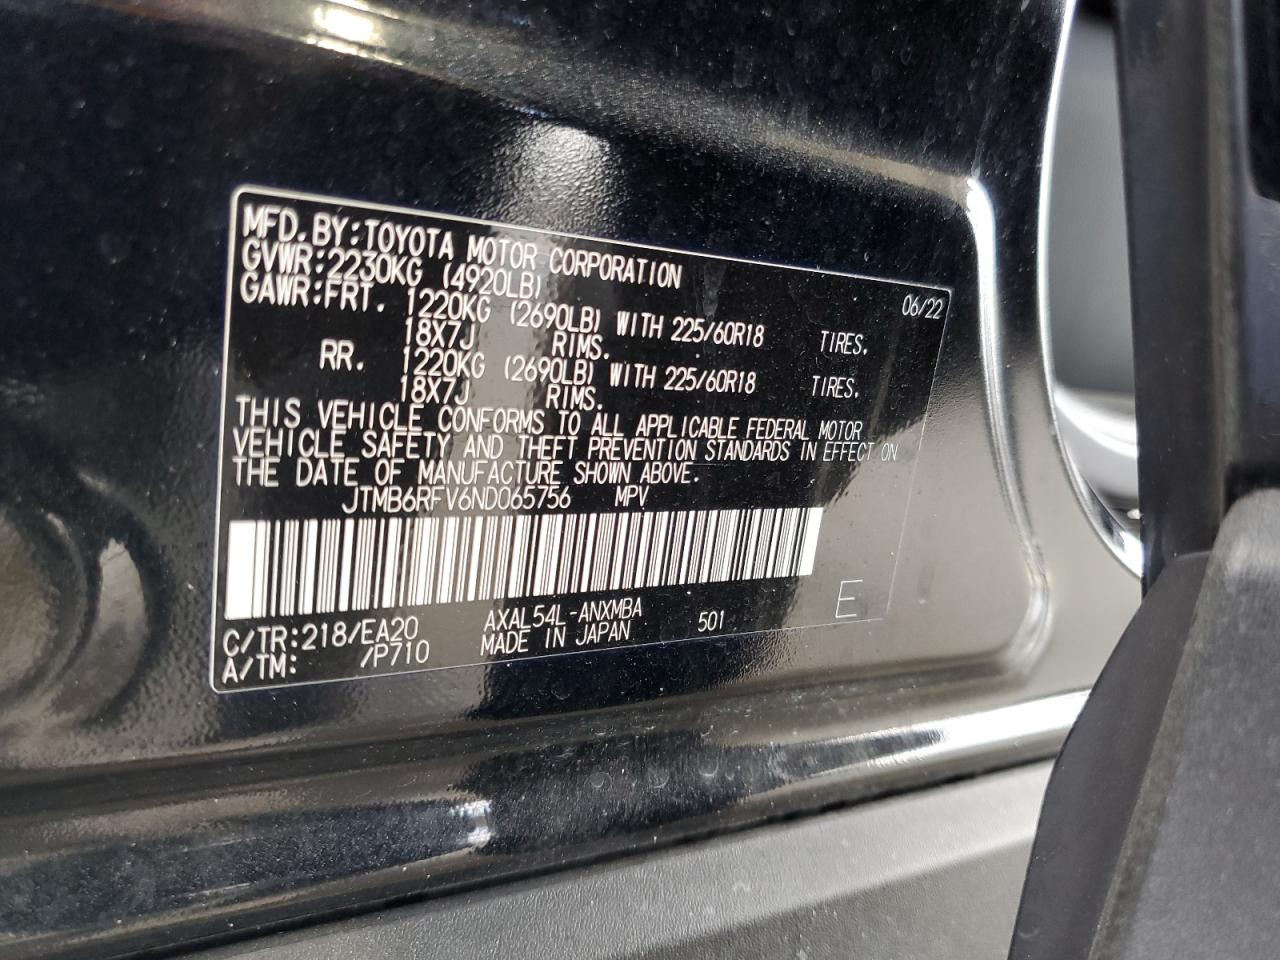 MFD. BY:TOYOTA MOTOR CORPORATION
06/22
GVWR:2230KG (4920LB)
GAWR:FRT. 1220KG (2690LB) WITH 225/60R18 TIRES.
18X7J RIMS.
RR. 1220KG (2690LB) WITH 225/60R18 TIRES.
18X7J RIMS.
THIS VEHICLE CONFORMS TO ALL APPLICABLE FEDERAL MOTOR
VEHICLE SAFETY AND THEFT PREVENTION STANDARDS IN EFFECT ON
THE DATE OF MANUFACTURE SHOWN ABOVE.
JTMB6RFV6ND065756 MPV
C/TR:218/EA20 AXAL54L-ANXMBA 501 E
A/TM: /P710 MADE IN JAPAN